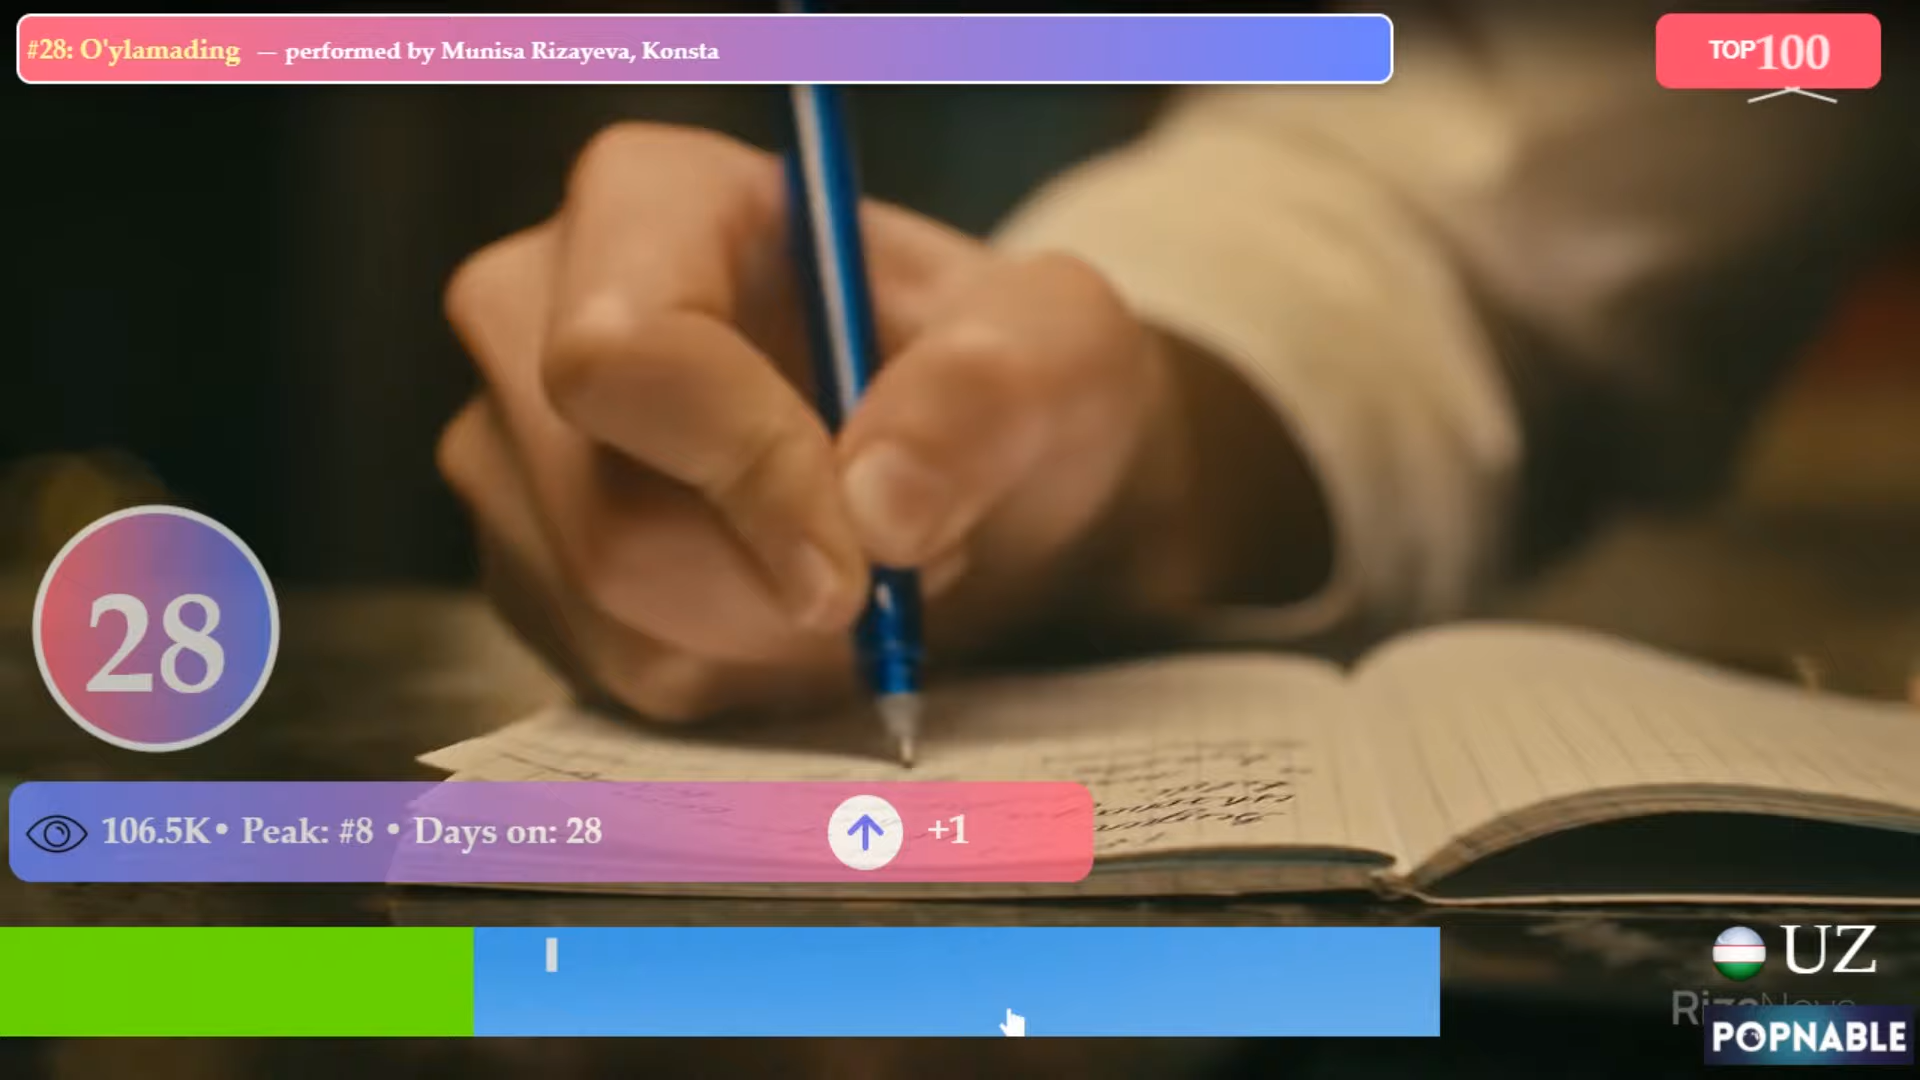 #28: O'ylamading — performed by Munisa Rizayeva, Konsta
TOP100
28
106.5K• Peak: #8 • Days on: 28
+1
UZ
RizaNova
POPNABLE